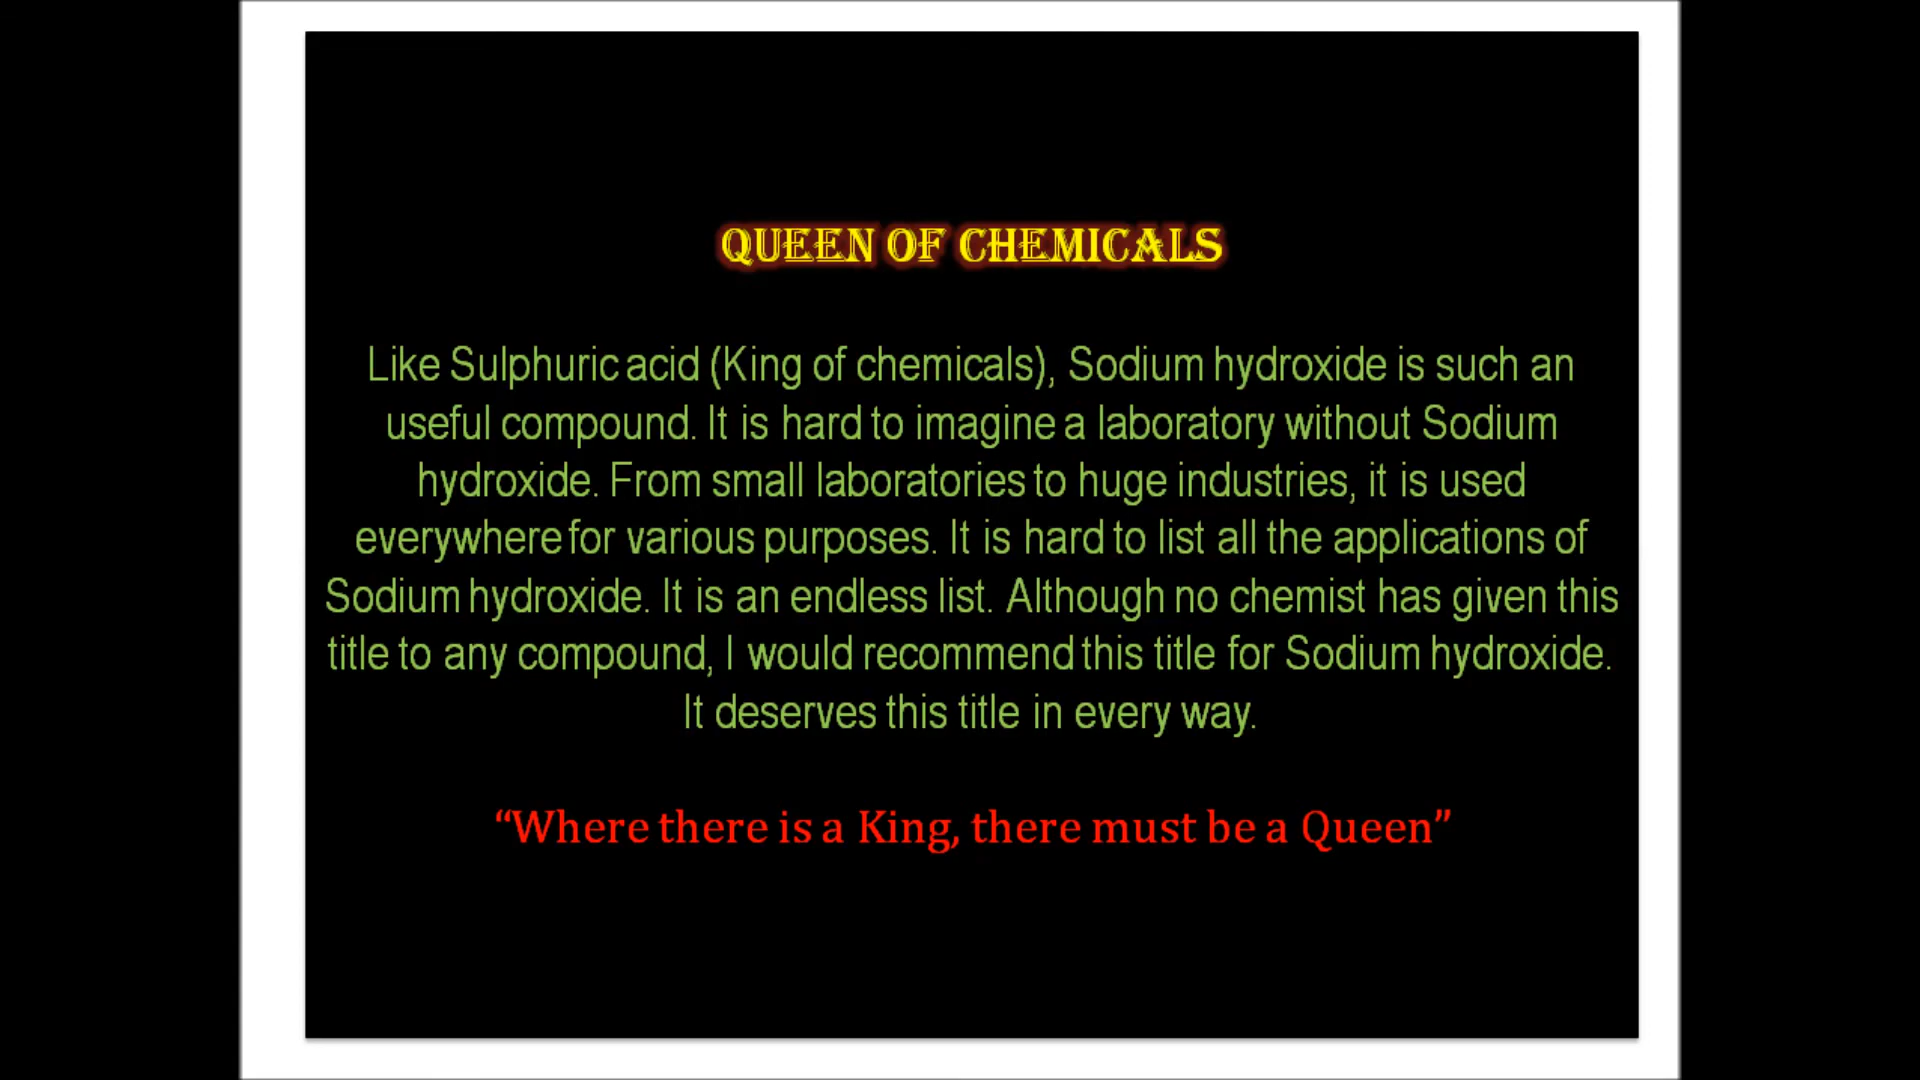 QUEEN OF CHEMICALS
Like Sulphuric acid (King of chemicals), Sodium hydroxide is such an
useful compound. It is hard to imagine a laboratory without Sodium
hydroxide. From small laboratories to huge industries, it is used
everywhere for various purposes. It is hard to list all the applications of
Sodium hydroxide. It is an endless list. Although no chemist has given this
title to any compound, I would recommend this title for Sodium hydroxide.
It deserves this title in every way.
“Where there is a King, there must be a Queen”